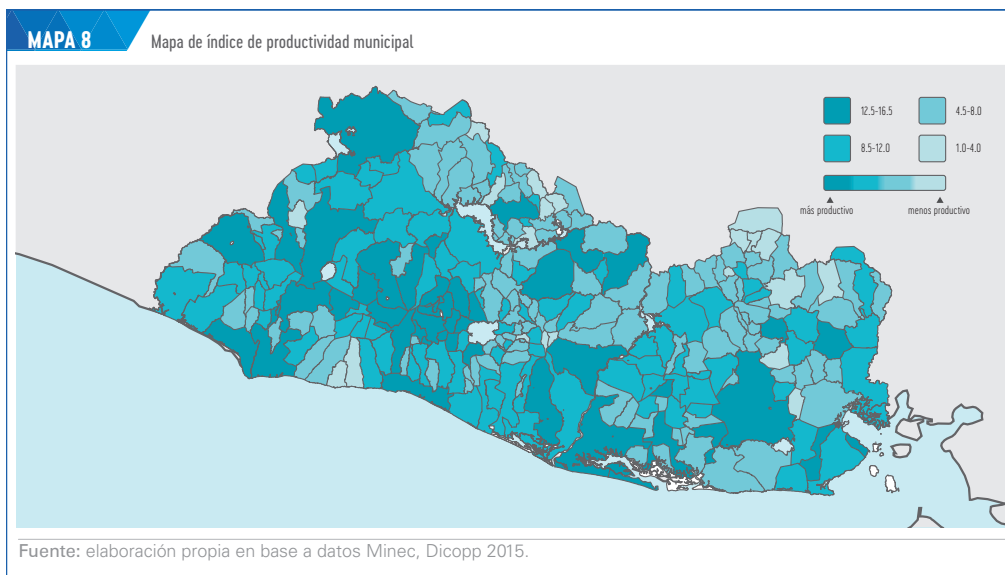 MAPA 8
Mapa de índice de productividad municipal
12.5-16.5
4.5-8.0
8.5-12.0
1.0-4.0
más productivo
menos productivo
Fuente: elaboración propia en base a datos Minec, Dicopp 2015.